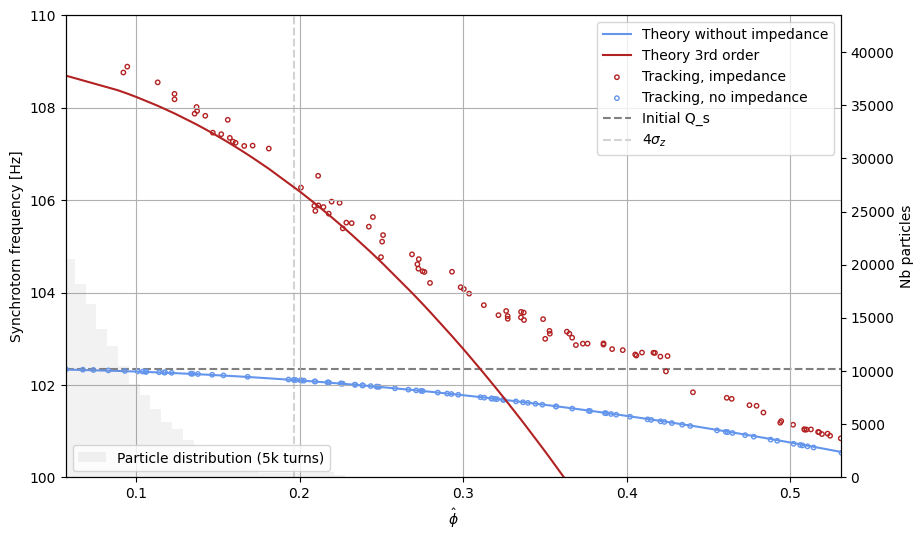 110
108
106
104
102
100
Synchrotorn frequency [Hz]
Theory without impedance
Theory 3rd order
Tracking, impedance
Tracking, no impedance
Initial Q_s
4σz
Particle distribution (5k turns)
40000
35000
30000
25000
20000
15000
10000
5000
0
Nb particles
0.1 0.2 0.3 0.4 0.5
ϕ̂